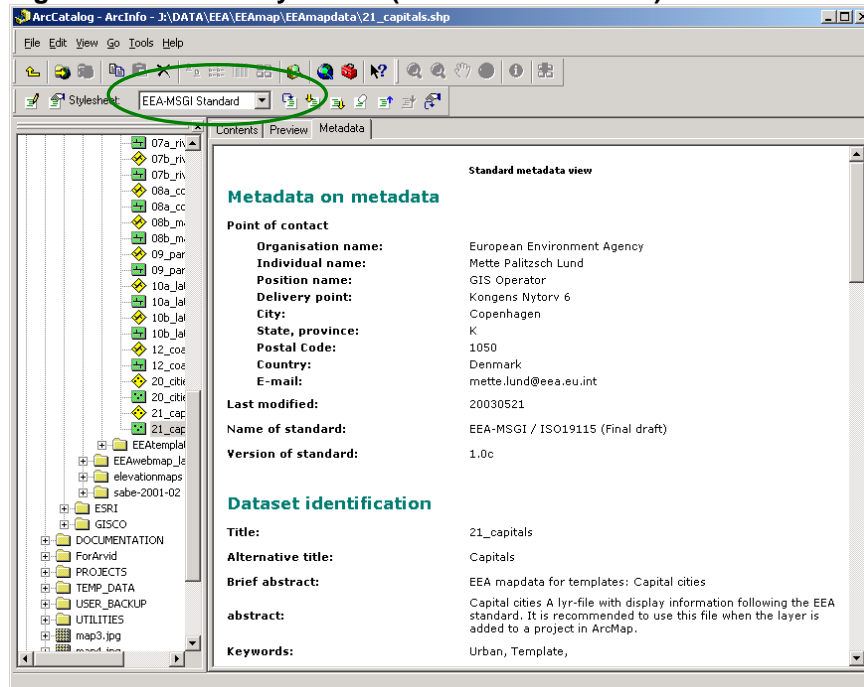 ArcCatalog - ArcInfo - J:\DATA\EEA\EEAmap\EEAmapdata\21_capitals.shp
File Edit View Go Tools Help
Stylesheet: EEA-MSGI Standard
Contents Preview Metadata
07a_riv
07b_riv
07b_riv
08a_co
08a_co
08b_m
08b_m
09_par
09_par
10a_lal
10a_lal
10b_lal
10b_lal
12_coa
12_coa
20_citie
20_citie
21_cap
21_cap
EEAtemplat
EEAwebmap_la
elevationmaps
sabe-2001-02
ESRI
GISCO
DOCUMENTATION
ForArvid
PROJECTS
TEMP_DATA
USER_BACKUP
UTILITIES
map3.jpg
Standard metadata view
Metadata on metadata
Point of contact
Organisation name: European Environment Agency
Individual name: Mette Palitzsch Lund
Position name: GIS Operator
Delivery point: Kongens Nytorv 6
City: Copenhagen
State, province: K
Postal Code: 1050
Country: Denmark
E-mail: mette.lund@eea.eu.int
Last modified: 20030521
Name of standard: EEA-MSGI / ISO19115 (Final draft)
Version of standard: 1.0c
Dataset identification
Title: 21_capitals
Alternative title: Capitals
Brief abstract: EEA mapdata for templates: Capital cities
abstract: Capital cities A lyr-file with display information following the EEA
standard. It is recommended to use this file when the layer is
added to a project in ArcMap.
Keywords: Urban, Template,